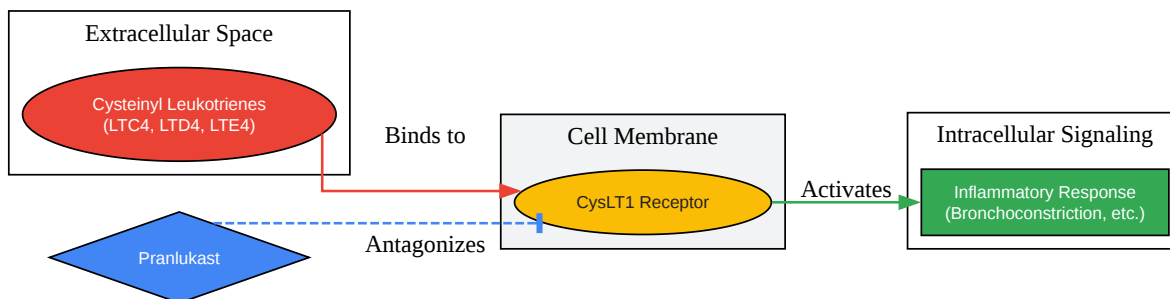 Extracellular Space
Cysteinyl Leukotrienes
(LTC4, LTD4, LTE4)
Binds to
Cell Membrane
CysLT1 Receptor
Activates
Intracellular Signaling
Inflammatory Response
(Bronchoconstriction, etc.)
Antagonizes
Pranlukast